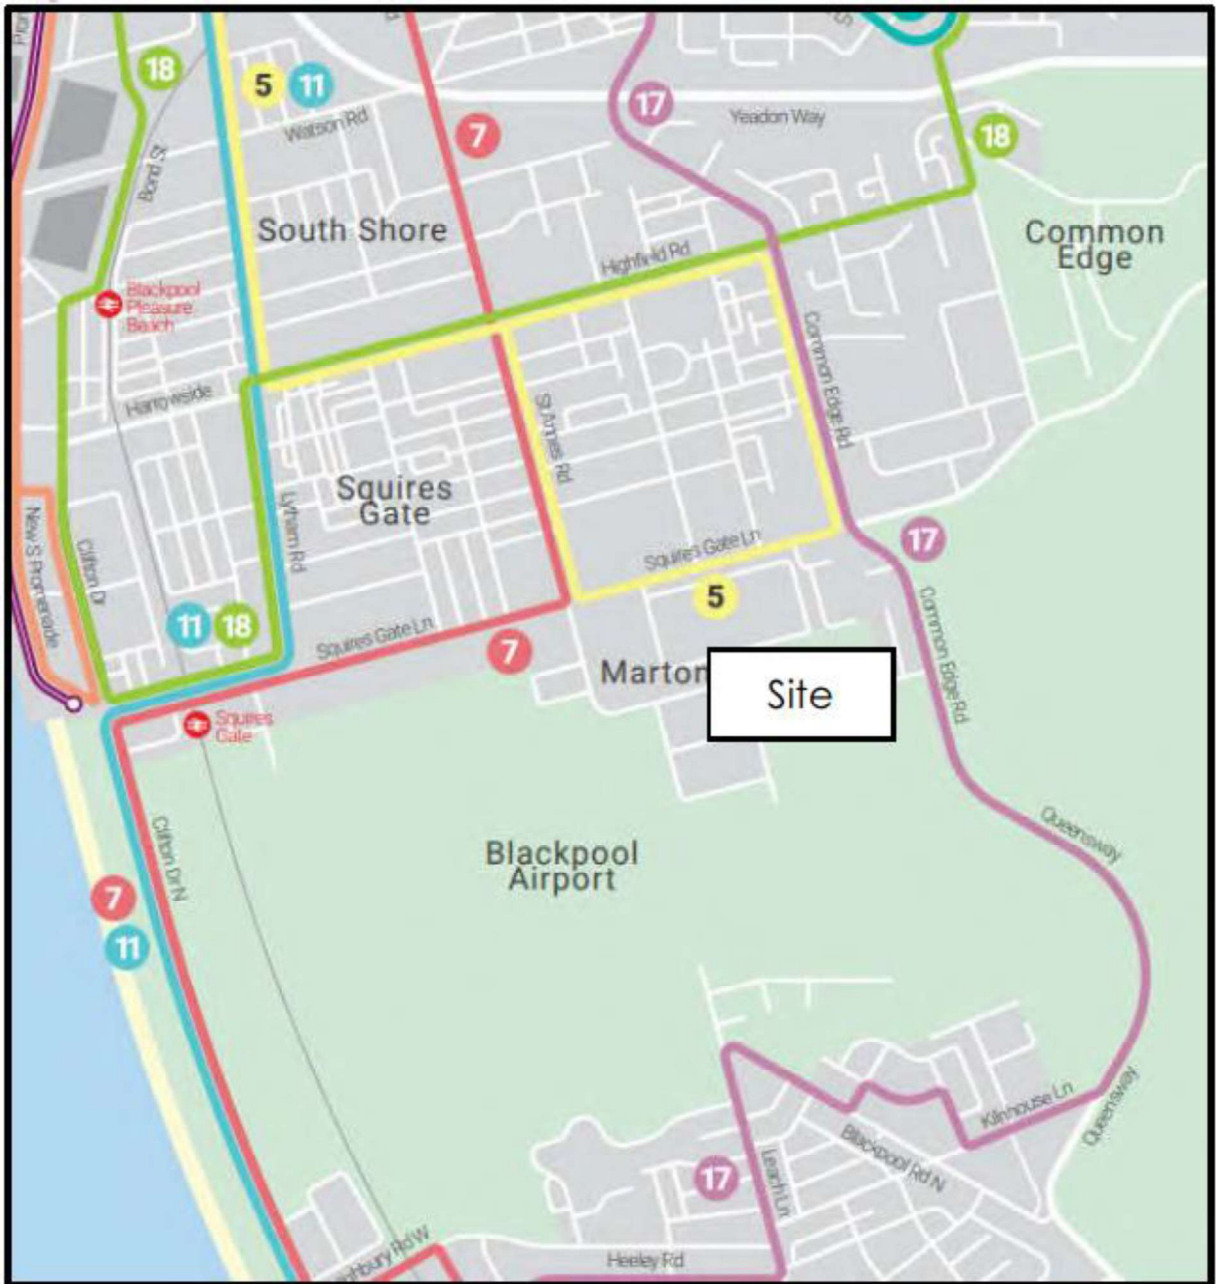 18
5
11
Watson Rd
7
17
Yeadon Way
18
Bond St
South Shore
Highfield Rd
Common
Edge
Blackpool
Pleasure
Beach
Harrowside
Common Edge Rd
St Annes Rd
Squires
Gate
Lytham Rd
New S Promenade
Clifton Dr
Squires Gate Ln
17
5
11
18
Squires Gate Ln
7
Common Edge Rd
Marton
Site
Squires
Gate
Clifton Dr N
Queensway
Blackpool
Airport
7
11
Kilnhouse Ln
Queensway
Blackpool Rd N
17
Leach Ln
Heeley Rd